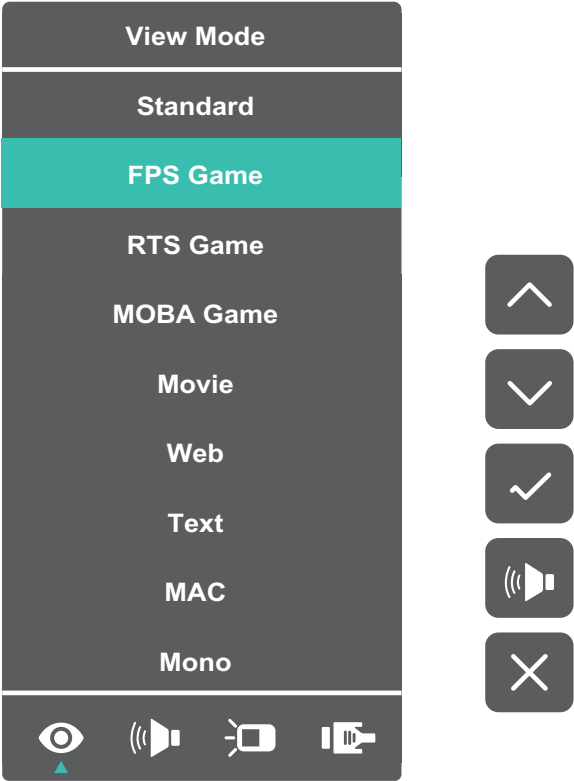 View Mode
Standard
FPS Game
RTS Game
MOBA Game
Movie
Web
Text
MAC
Mono